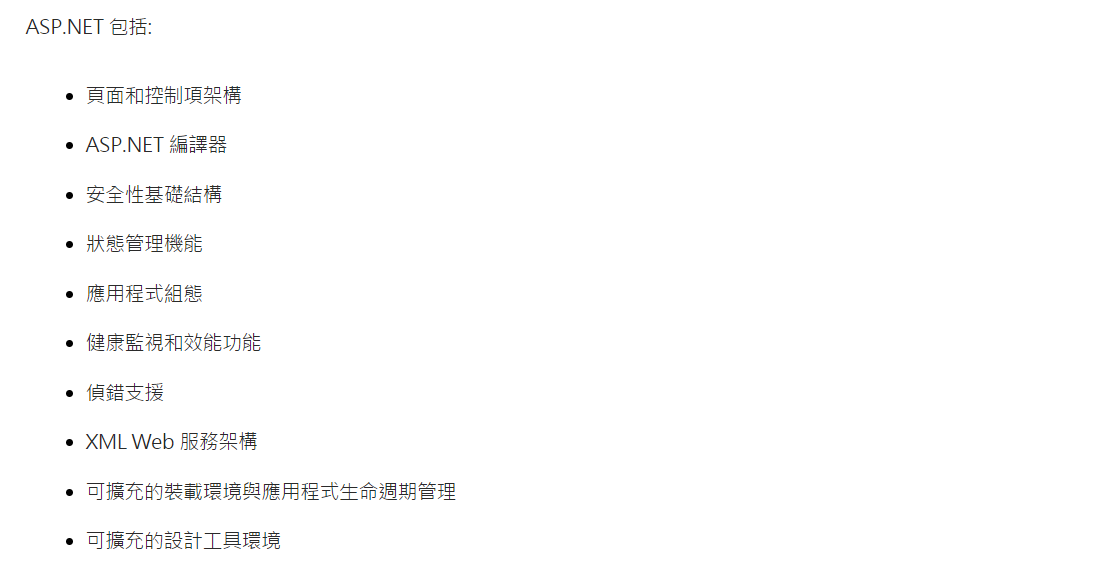 ASP.NET 包括:
頁面和控制項架構
ASP.NET 編譯器
安全性基礎結構
狀態管理機能
應用程式組態
健康監視和效能功能
偵錯支援
XML Web 服務架構
可擴充的裝載環境與應用程式生命週期管理
可擴充的設計工具環境